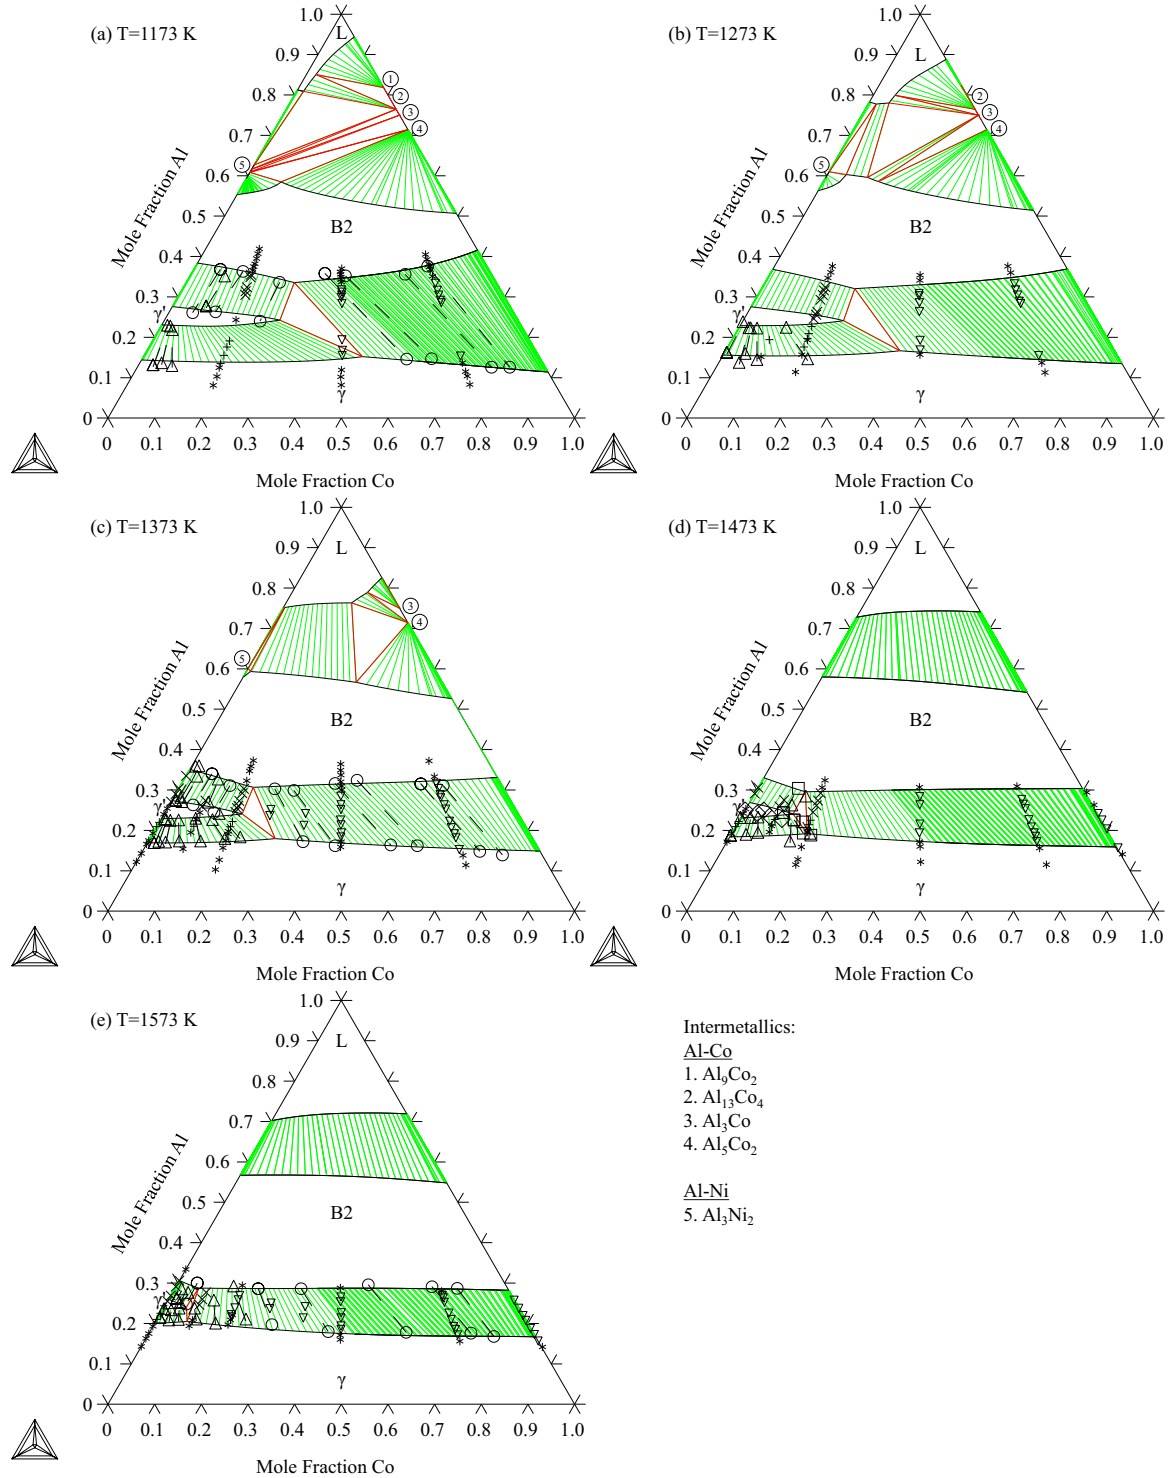 (a) T=1173 K
1.0
0.9
0.8
0.7
0.6
0.5
0.4
0.3
0.2
0.1
0
L
1
2
3
4
5
B2
γ'
γ
Mole Fraction Al
0 0.1 0.2 0.3 0.4 0.5 0.6 0.7 0.8 0.9 1.0
Mole Fraction Co
(b) T=1273 K
1.0
0.9
0.8
0.7
0.6
0.5
0.4
0.3
0.2
0.1
0
L
2
3
4
5
B2
γ'
γ
Mole Fraction Al
0 0.1 0.2 0.3 0.4 0.5 0.6 0.7 0.8 0.9 1.0
Mole Fraction Co
(c) T=1373 K
1.0
0.9
0.8
0.7
0.6
0.5
0.4
0.3
0.2
0.1
0
L
3
4
5
B2
γ'
γ
Mole Fraction Al
0 0.1 0.2 0.3 0.4 0.5 0.6 0.7 0.8 0.9 1.0
Mole Fraction Co
(d) T=1473 K
1.0
0.9
0.8
0.7
0.6
0.5
0.4
0.3
0.2
0.1
0
L
B2
γ'
γ
Mole Fraction Al
0 0.1 0.2 0.3 0.4 0.5 0.6 0.7 0.8 0.9 1.0
Mole Fraction Co
(e) T=1573 K
1.0
0.9
0.8
0.7
0.6
0.5
0.4
0.3
0.2
0.1
0
L
B2
γ'
γ
Mole Fraction Al
0 0.1 0.2 0.3 0.4 0.5 0.6 0.7 0.8 0.9 1.0
Mole Fraction Co
Intermetallics:
Al-Co
1. Al₉Co₂
2. Al₁₃Co₄
3. Al₃Co
4. Al₅Co₂
Al-Ni
5. Al₃Ni₂